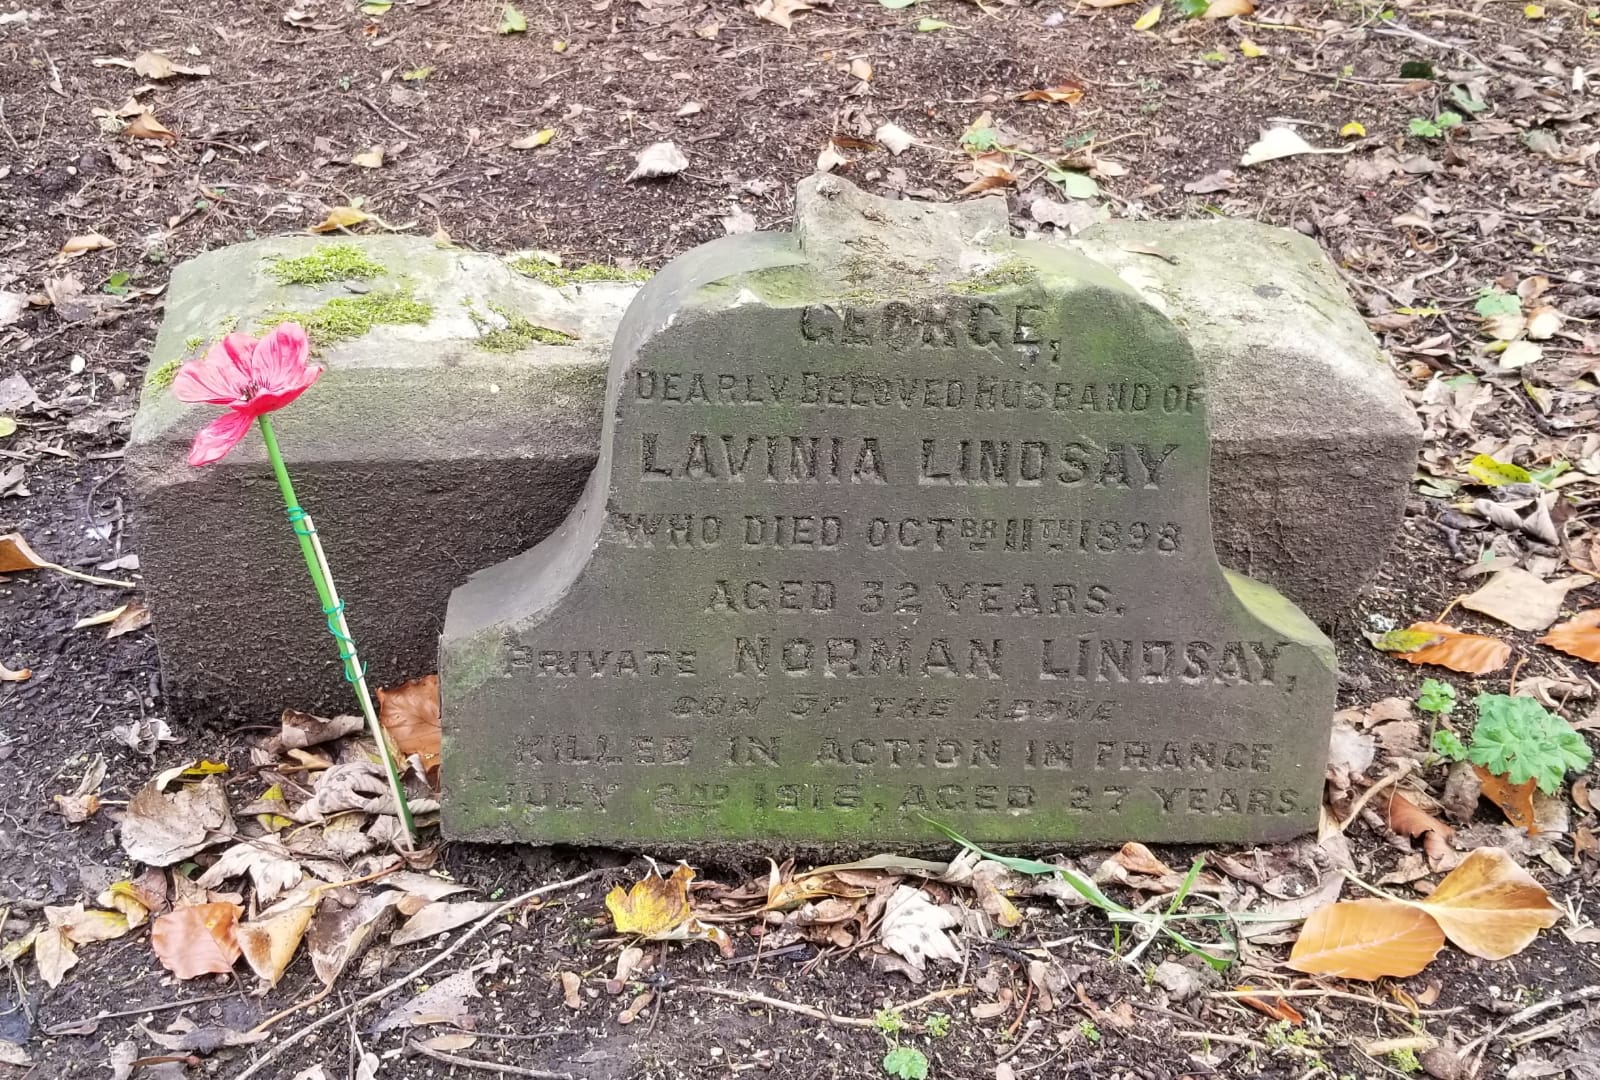 GEORGE,
DEARLY BELOVED HUSBAND OF
LAVINIA LINDSAY
WHO DIED OCTBR 11TH 1898
AGED 32 YEARS.
PRIVATE NORMAN LINDSAY,
SON OF THE ABOVE
KILLED IN ACTION IN FRANCE
JULY 2ND 1916, AGED 27 YEARS.